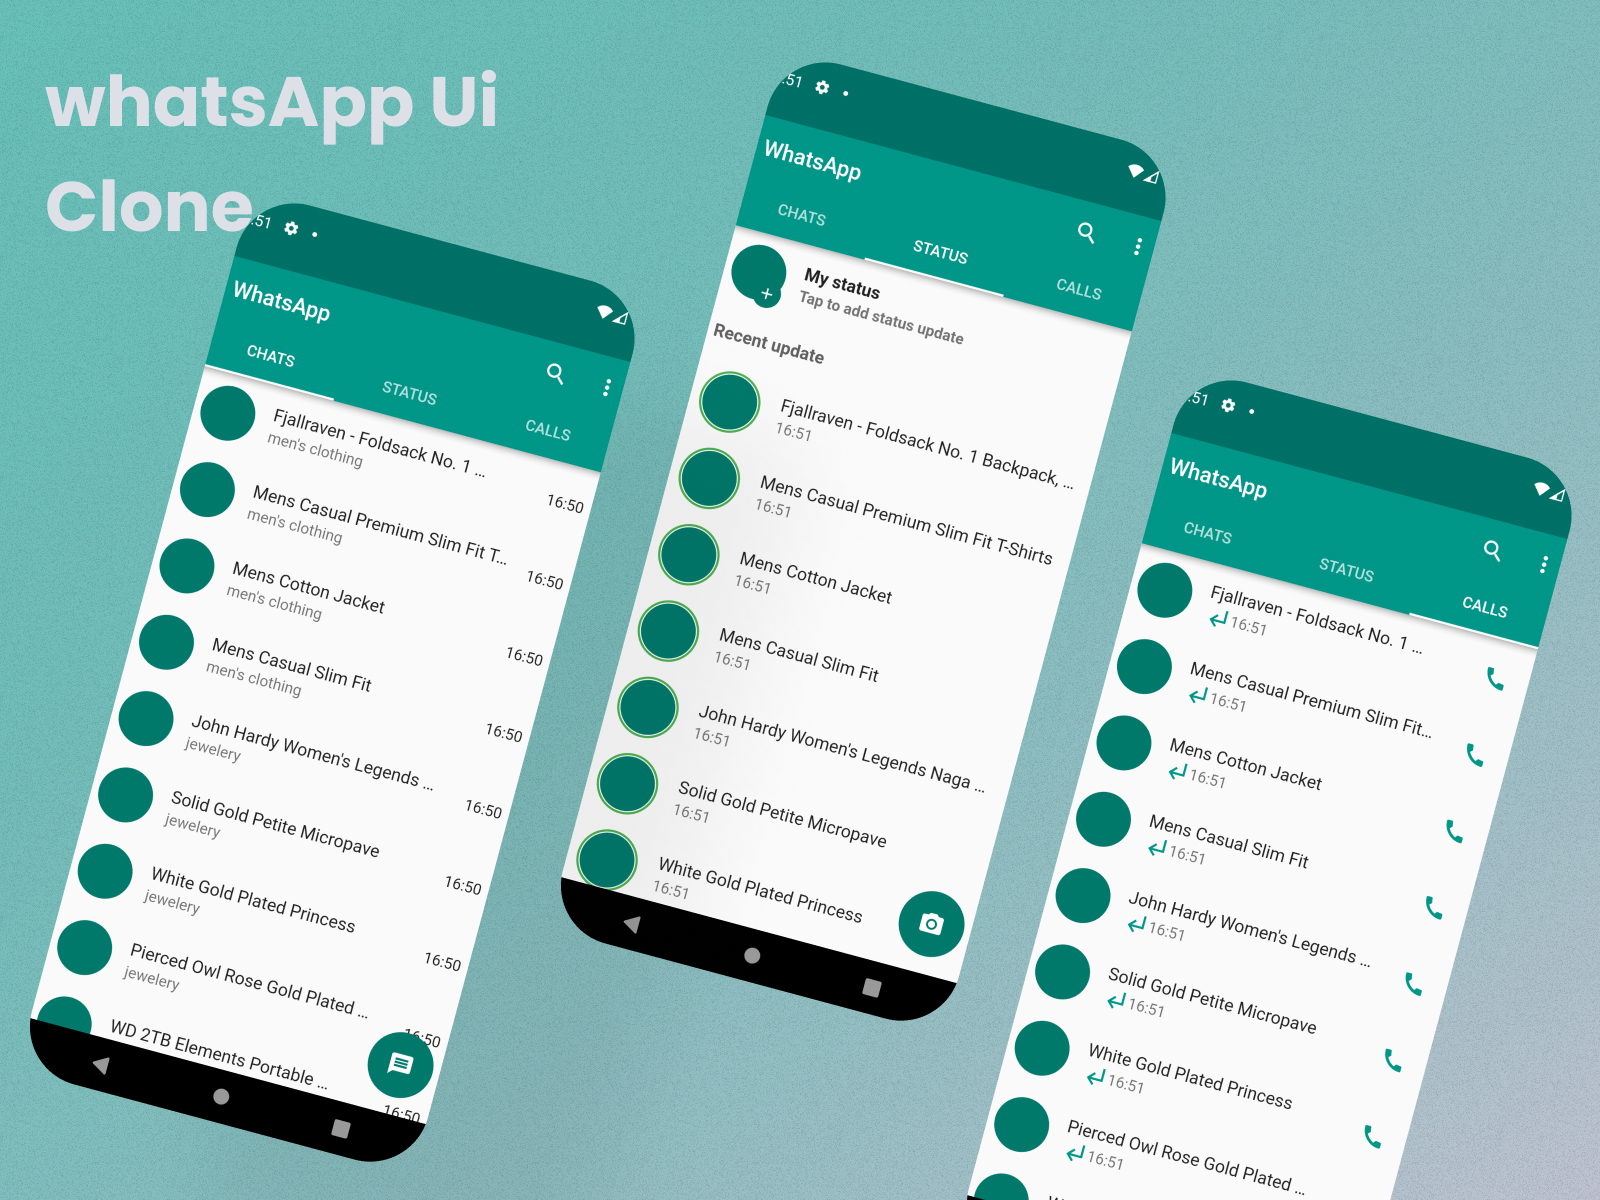 whatsApp Ui
Clone
:51
WhatsApp
CHATS
STATUS
CALLS
Fjallraven - Foldsack No. 1 ...
men's clothing
16:50
Mens Casual Premium Slim Fit T...
men's clothing
16:50
Mens Cotton Jacket
men's clothing
16:50
Mens Casual Slim Fit
men's clothing
16:50
John Hardy Women's Legends ...
jewelery
16:50
Solid Gold Petite Micropave
jewelery
16:50
White Gold Plated Princess
jewelery
16:50
Pierced Owl Rose Gold Plated ...
jewelery
16:50
WD 2TB Elements Portable ...
16:50
:51
WhatsApp
CHATS
STATUS
CALLS
My status
Tap to add status update
Recent update
Fjallraven - Foldsack No. 1 Backpack, ...
16:51
Mens Casual Premium Slim Fit T-Shirts
16:51
Mens Cotton Jacket
16:51
Mens Casual Slim Fit
16:51
John Hardy Women's Legends Naga ...
16:51
Solid Gold Petite Micropave
16:51
White Gold Plated Princess
16:51
:51
WhatsApp
CHATS
STATUS
CALLS
Fjallraven - Foldsack No. 1 ...
16:51
Mens Casual Premium Slim Fit...
16:51
Mens Cotton Jacket
16:51
Mens Casual Slim Fit
16:51
John Hardy Women's Legends ...
16:51
Solid Gold Petite Micropave
16:51
White Gold Plated Princess
16:51
Pierced Owl Rose Gold Plated ...
16:51